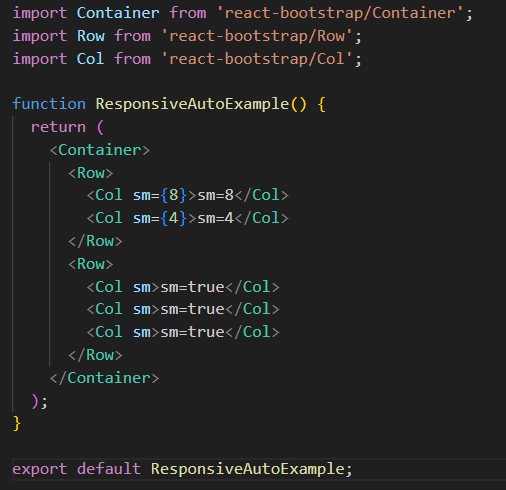 import Container from 'react-bootstrap/Container';
import Row from 'react-bootstrap/Row';
import Col from 'react-bootstrap/Col';

function ResponsiveAutoExample() {
  return (
    <Container>
      <Row>
        <Col sm={8}>sm=8</Col>
        <Col sm={4}>sm=4</Col>
      </Row>
      <Row>
        <Col sm>sm=true</Col>
        <Col sm>sm=true</Col>
        <Col sm>sm=true</Col>
      </Row>
    </Container>
  );
}

export default ResponsiveAutoExample;